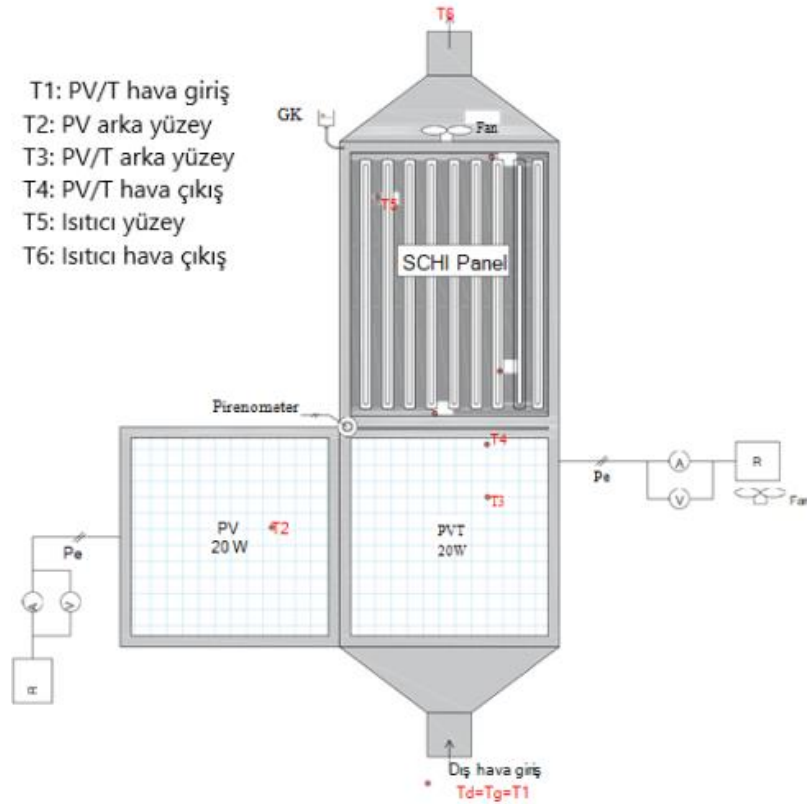 T6
T1: PV/T hava giriş
T2: PV arka yüzey
T3: PV/T arka yüzey
T4: PV/T hava çıkış
T5: Isıtıcı yüzey
T6: Isıtıcı hava çıkış
GK
Fan
T5
SCHI Panel
Pirenometer
T4
A
R
Pe
V
Fan
T3
PV
20 W
T2
PVT
20W
Pe
A
V
R
Dış hava giriş
Td=Tg=T1